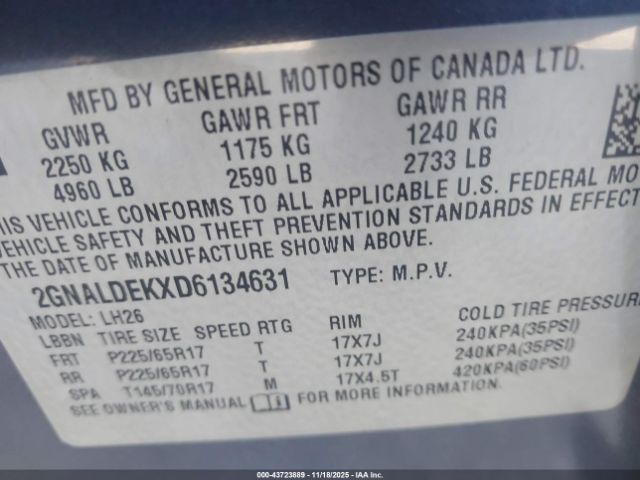 MFD BY GENERAL MOTORS OF CANADA LTD.
GVWR GAWR FRT GAWR RR
2250 KG 1175 KG 1240 KG
4960 LB 2590 LB 2733 LB
THIS VEHICLE CONFORMS TO ALL APPLICABLE U.S. FEDERAL MO
VEHICLE SAFETY AND THEFT PREVENTION STANDARDS IN EFFECT
THE DATE OF MANUFACTURE SHOWN ABOVE.
2GNALDEKXD6134631 TYPE: M.P.V.
MODEL: LH26
LBBN TIRE SIZE SPEED RTG RIM COLD TIRE PRESSUR
FRT P225/65R17 T 17X7J 240KPA(35PSI)
RR P225/65R17 T 17X7J 240KPA(35PSI)
SPA T145/70R17 M 17X4.5T 420KPA(60PSI)
SEE OWNER'S MANUAL FOR MORE INFORMATION.
000-43723889 - 11/18/2025 - Copyright © IAA, LLC.